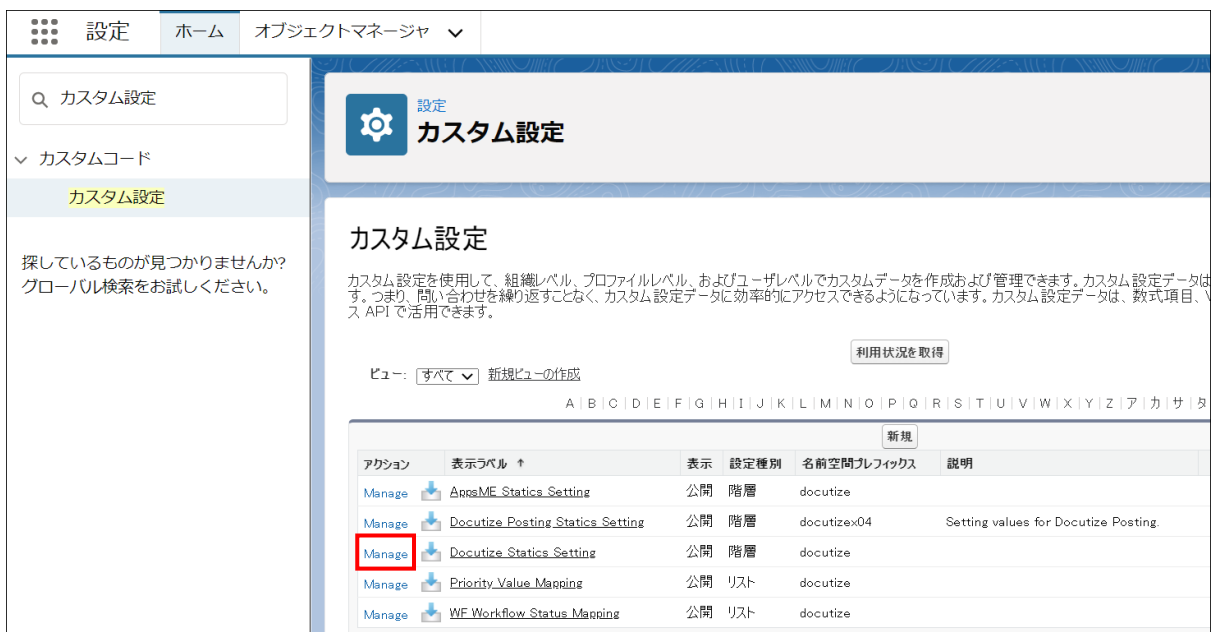 設定 ホーム オブジェクトマネージャ
カスタム設定
カスタムコード
カスタム設定
探しているものが見つかりませんか?
グローバル検索をお試しください。
設定
カスタム設定
カスタム設定
カスタム設定を使用して、組織レベル、プロファイルレベル、およびユーザレベルでカスタムデータを作成および管理できます。カスタム設定データは
す。つまり、問い合わせを繰り返すことなく、カスタム設定データに効率的にアクセスできるようになっています。カスタム設定データは、数式項目、V
ス API で活用できます。
利用状況を取得
ビュー: すべて 新規ビューの作成
A | B | C | D | E | F | G | H | I | J | K | L | M | N | O | P | Q | R | S | T | U | V | W | X | Y | Z | ア | カ | サ | タ
新規
アクション 表示ラベル ↑ 表示 設定種別 名前空間プレフィックス 説明
Manage AppsME Statics Setting 公開 階層 docutize
Manage Docutize Posting Statics Setting 公開 階層 docutizex04 Setting values for Docutize Posting.
Manage Docutize Statics Setting 公開 階層 docutize
Manage Priority Value Mapping 公開 リスト docutize
Manage WF Workflow Status Mapping 公開 リスト docutize